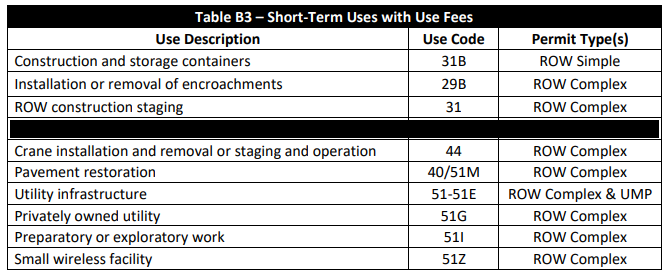 Table B3 – Short-Term Uses with Use Fees
Use Description Use Code Permit Type(s)
Construction and storage containers 31B ROW Simple
Installation or removal of encroachments 29B ROW Complex
ROW construction staging 31 ROW Complex
Crane installation and removal or staging and operation 44 ROW Complex
Pavement restoration 40/51M ROW Complex
Utility infrastructure 51-51E ROW Complex & UMP
Privately owned utility 51G ROW Complex
Preparatory or exploratory work 51I ROW Complex
Small wireless facility 51Z ROW Complex